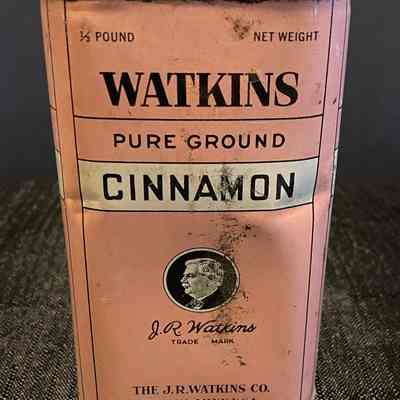 ½ POUND NET WEIGHT
WATKINS
PURE GROUND
CINNAMON
J.R. Watkins
TRADE MARK
THE J.R.WATKINS CO.